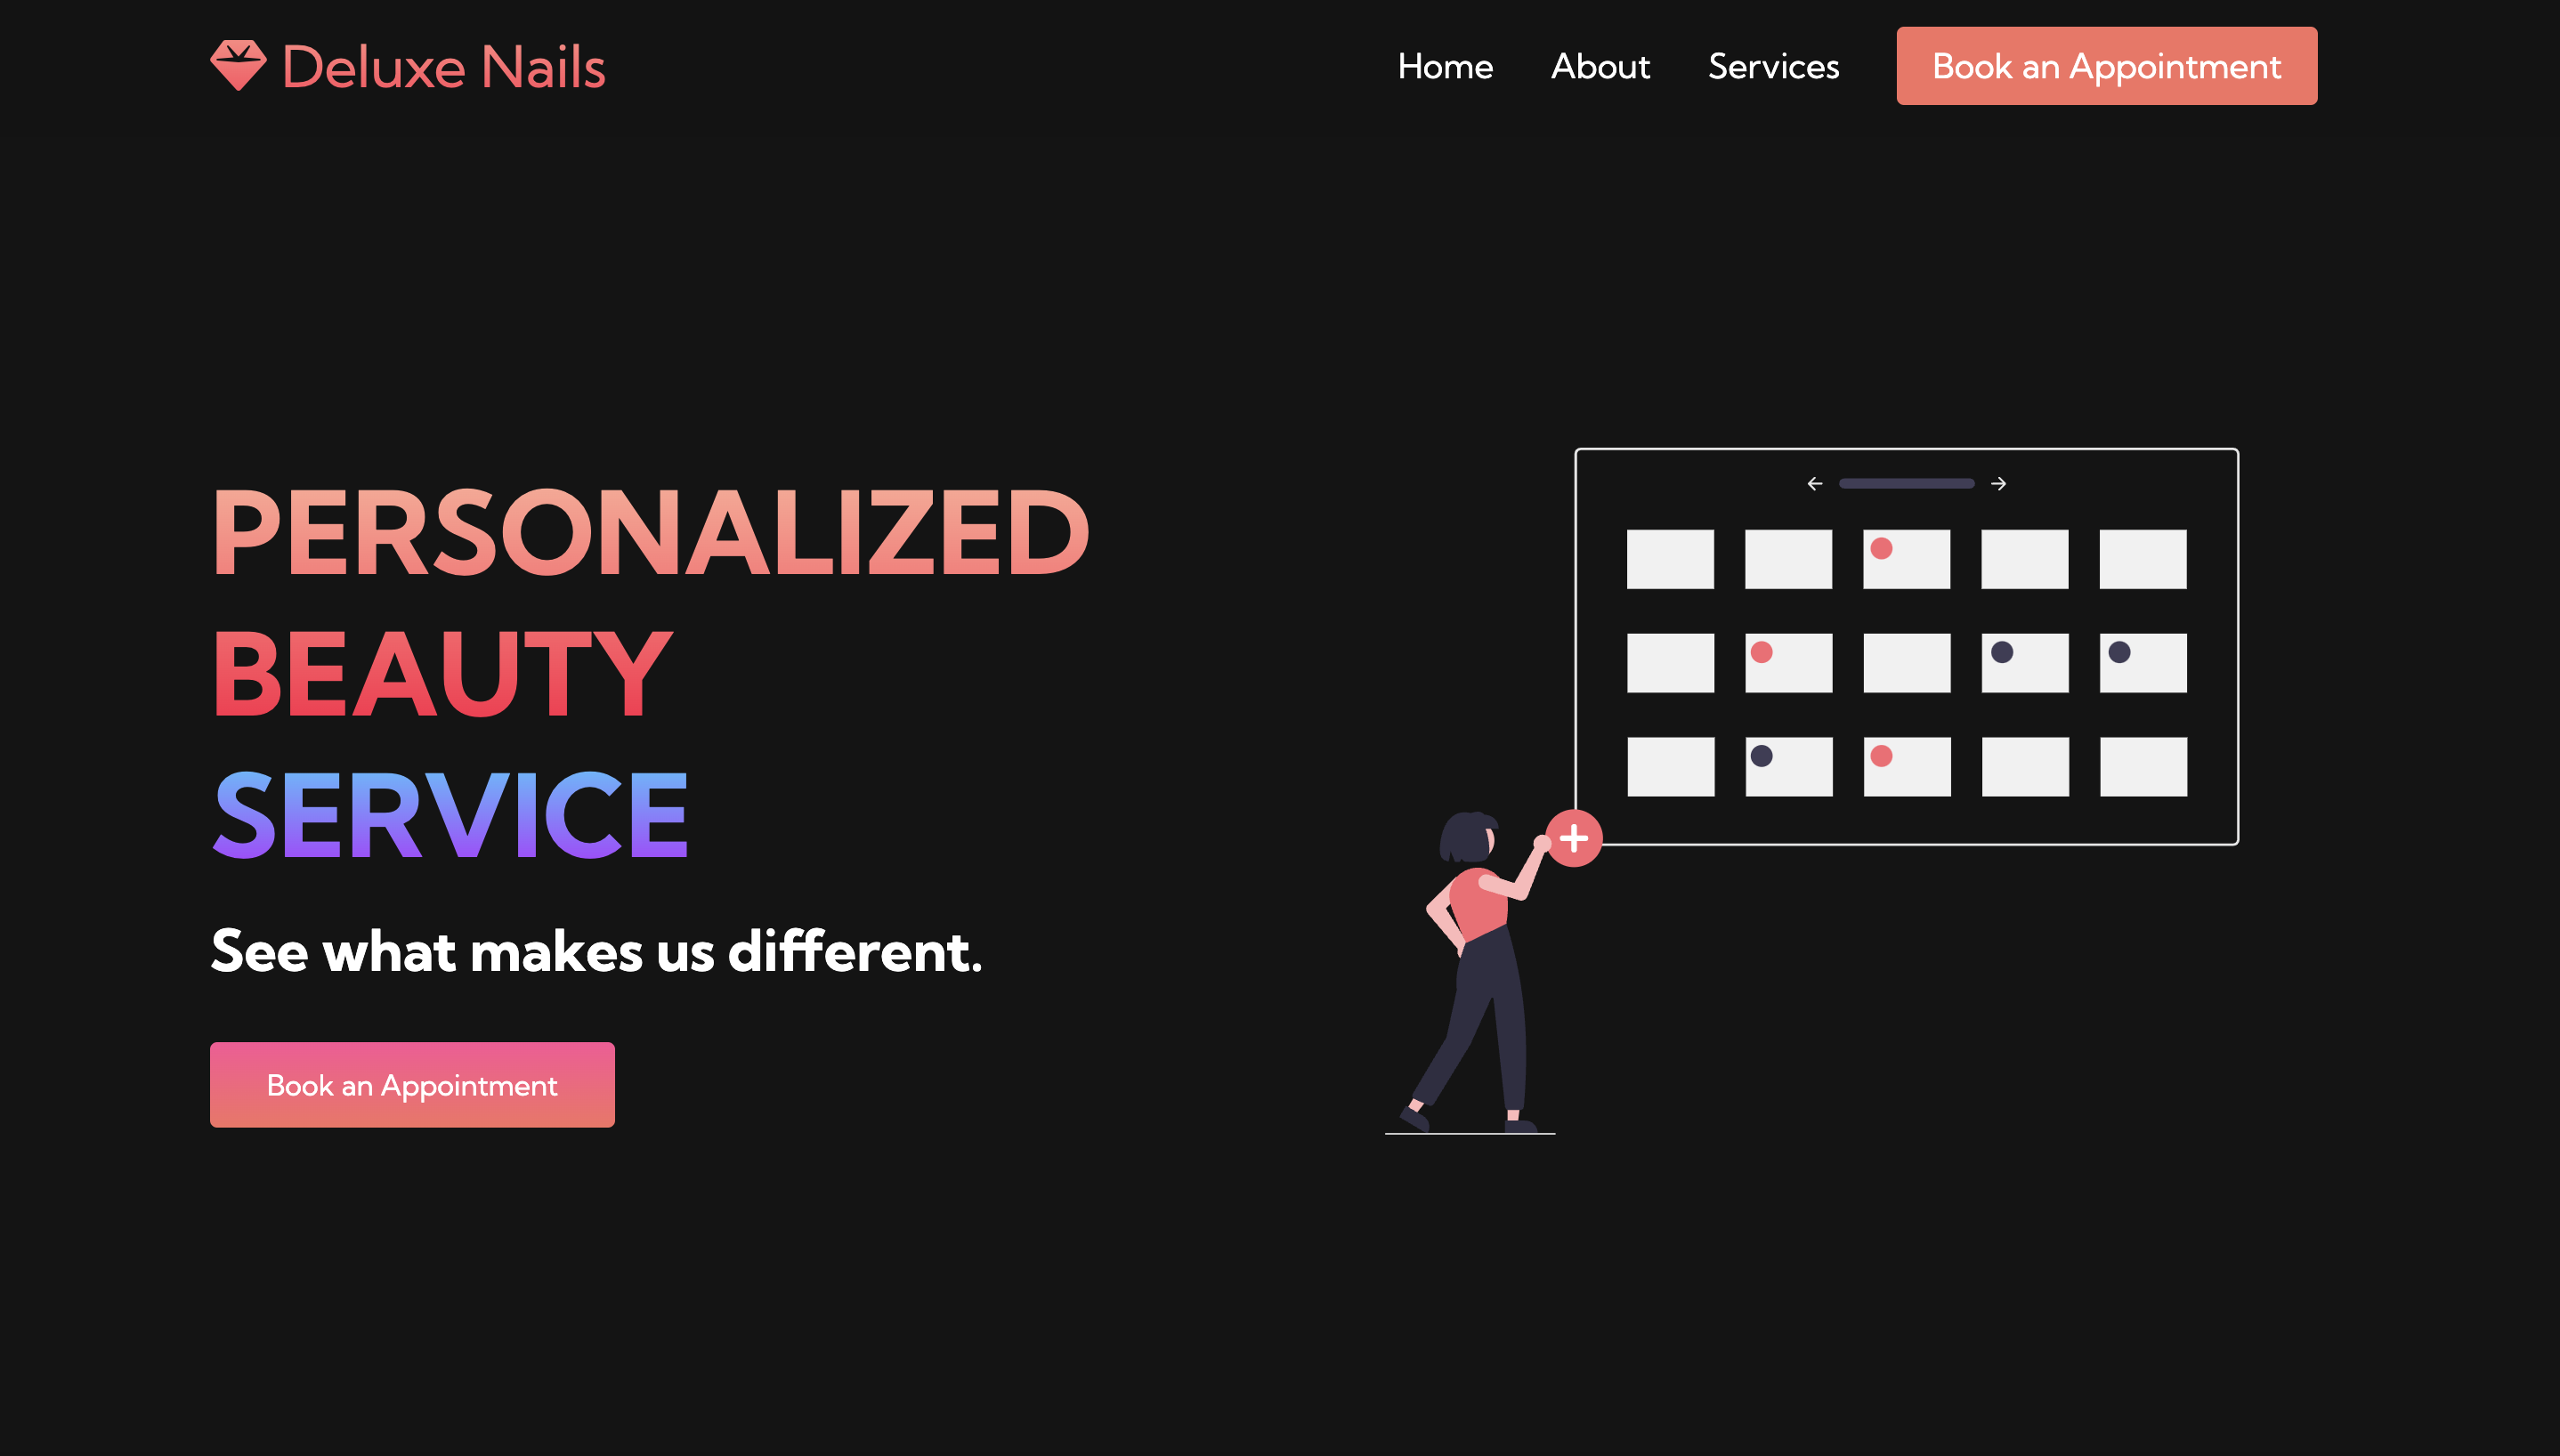 Deluxe Nails
Home
About
Services
Book an Appointment
PERSONALIZED
BEAUTY
SERVICE
See what makes us different.
Book an Appointment